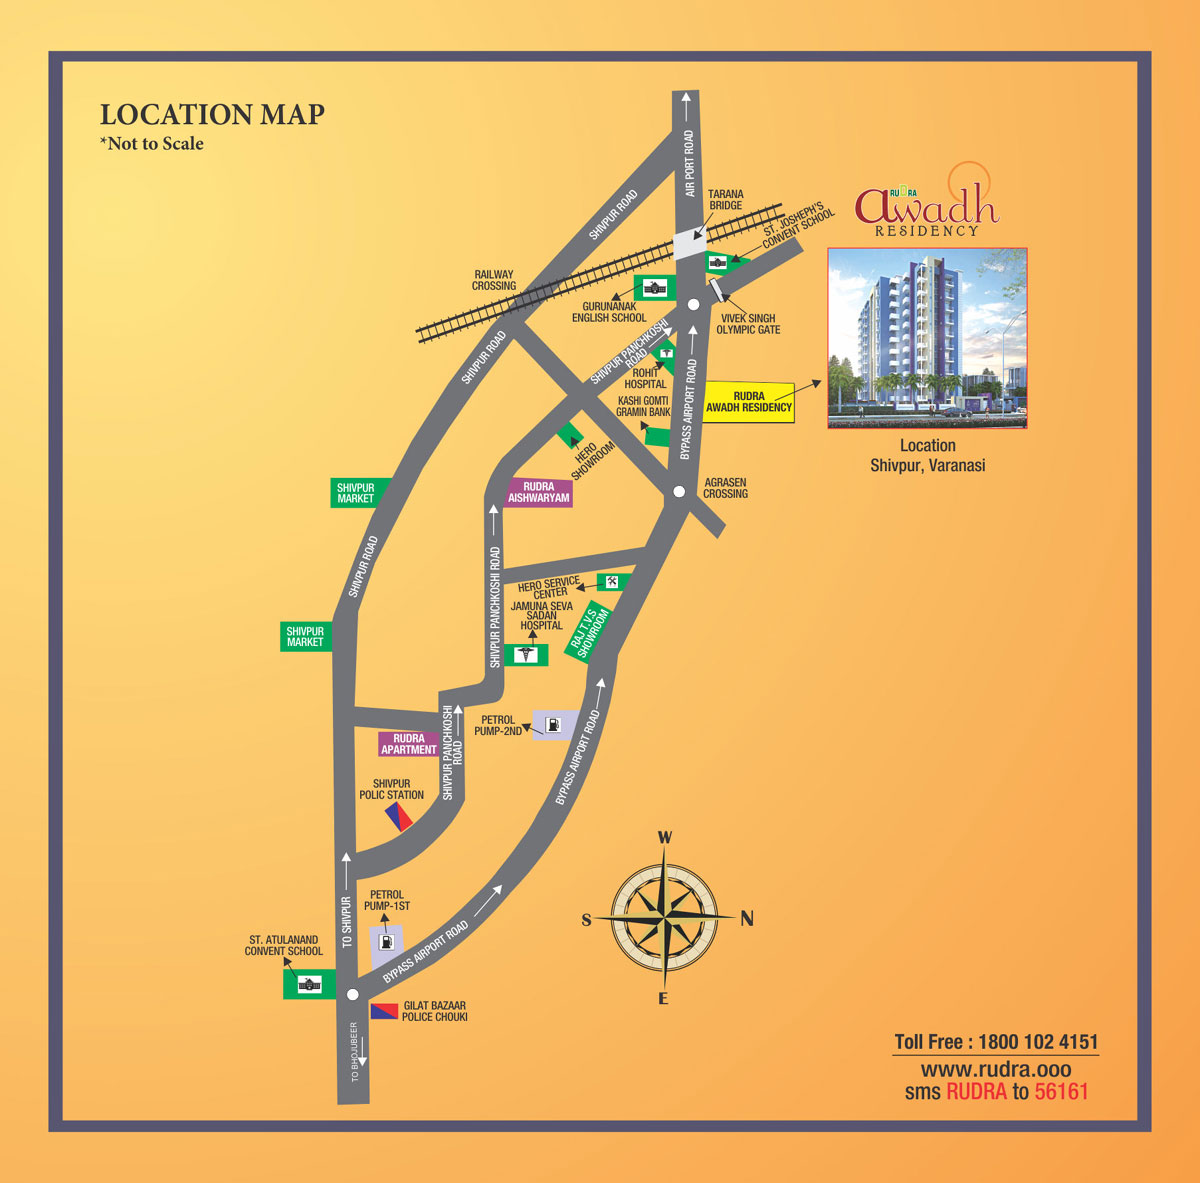 LOCATION MAP
*Not to Scale
AIR PORT ROAD
TARANA
BRIDGE
SHIVPUR ROAD
ST. JOSHEPH'S
CONVENT SCHOOL
RUDRA
awadh
RESIDENCY
RAILWAY
CROSSING
GURUNANAK
ENGLISH SCHOOL
VIVEK SINGH
OLYMPIC GATE
SHIVPUR ROAD
SHIVPUR PANCHKOSHI
ROAD
ROHIT
HOSPITAL
BYPASS AIRPORT ROAD
KASHI GOMTI
GRAMIN BANK
RUDRA
AWADH RESIDENCY
Location
Shivpur, Varanasi
HERO
SHOWROOM
SHIVPUR
MARKET
RUDRA
AISHWARYAM
AGRASEN
CROSSING
SHIVPUR ROAD
SHIVPUR PANCHKOSHI ROAD
HERO SERVICE
CENTER
JAMUNA SEVA
SADAN
HOSPITAL
RAJ T.V.S
SHOWROOM
SHIVPUR
MARKET
PETROL
PUMP-2ND
BYPASS AIRPORT ROAD
RUDRA
APARTMENT
SHIVPUR PANCHKOSHI
ROAD
SHIVPUR
POLIC STATION
W
S
N
E
PETROL
PUMP-1ST
TO SHIVPUR
BYPASS AIRPORT ROAD
ST. ATULANAND
CONVENT SCHOOL
GILAT BAZAAR
POLICE CHOUKI
TO BHOJUBEER
Toll Free : 1800 102 4151
www.rudra.ooo
sms RUDRA to 56161